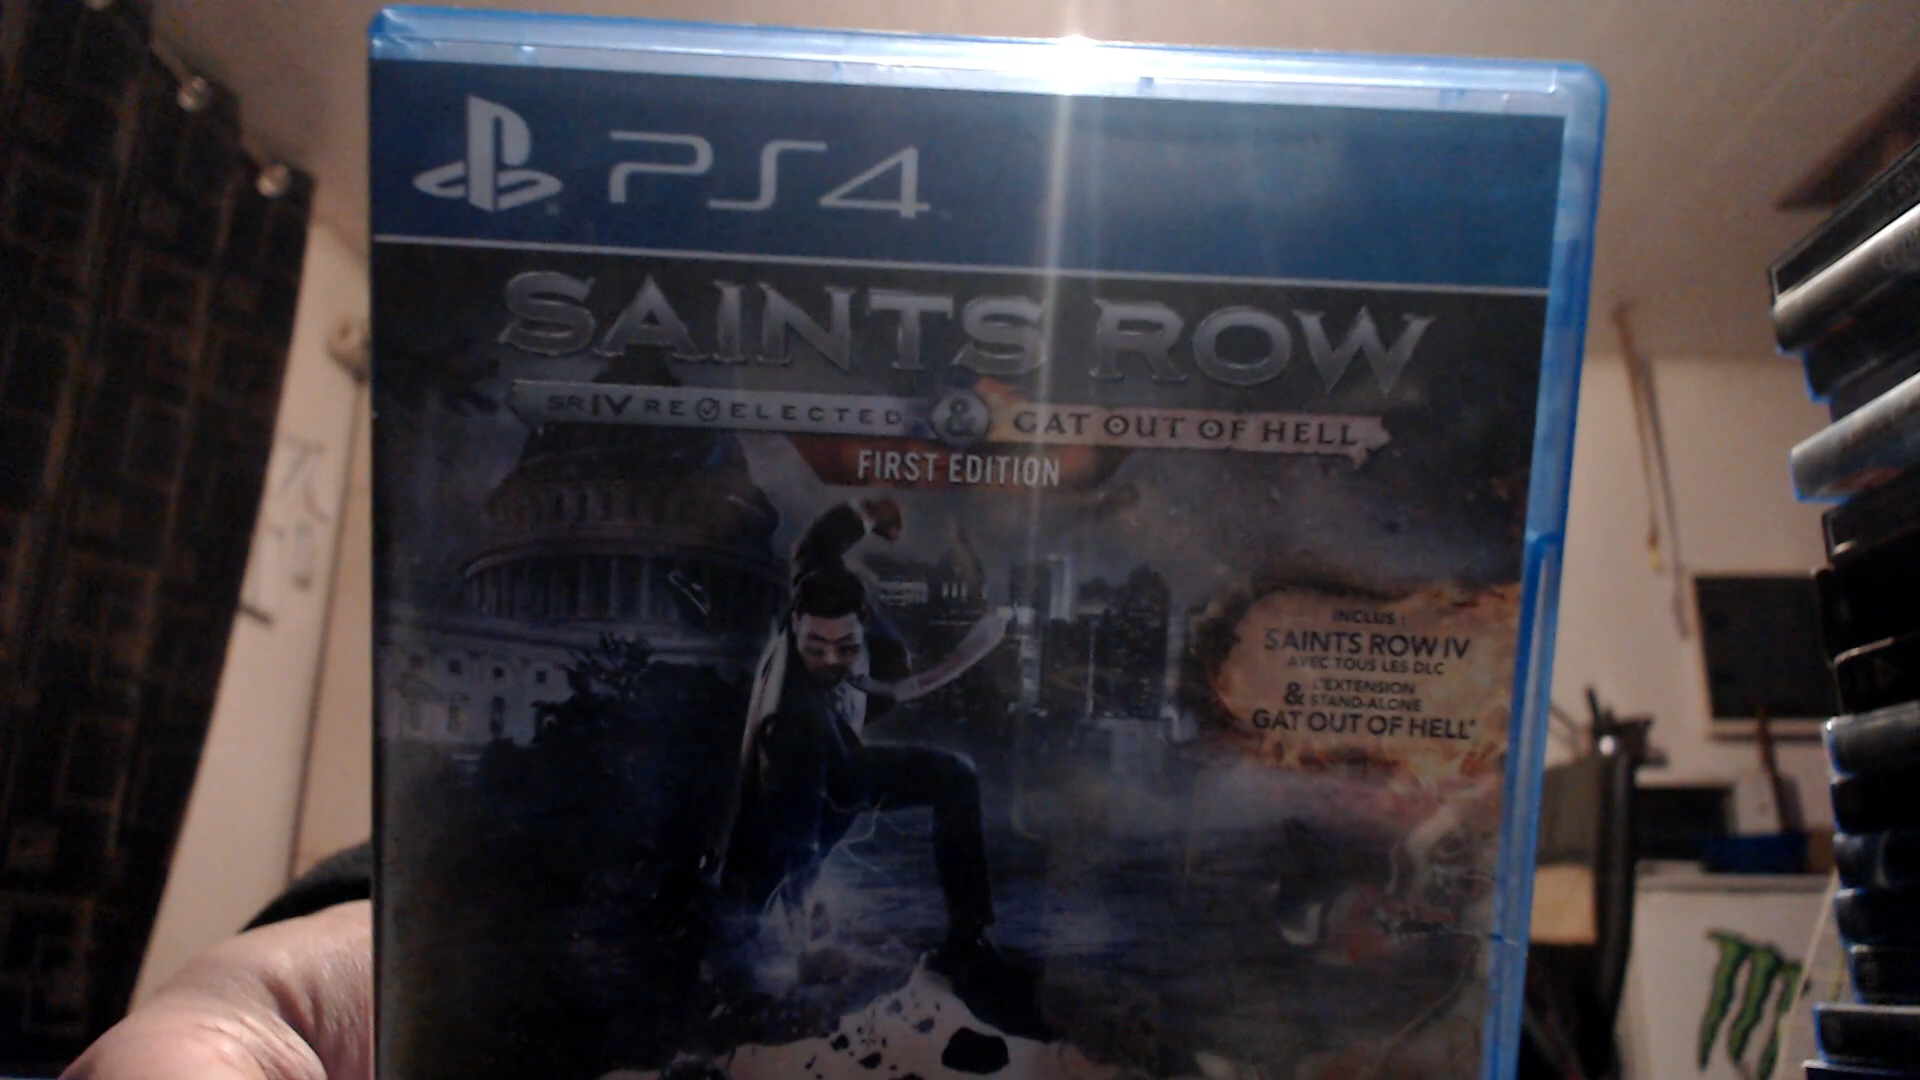 PS4
SAINTS ROW
SR IV RE ELECTED & GAT OUT OF HELL
FIRST EDITION
INCLUS :
SAINTS ROW IV
AVEC TOUS LES DLC
& L'EXTENSION
STAND-ALONE
GAT OUT OF HELL*